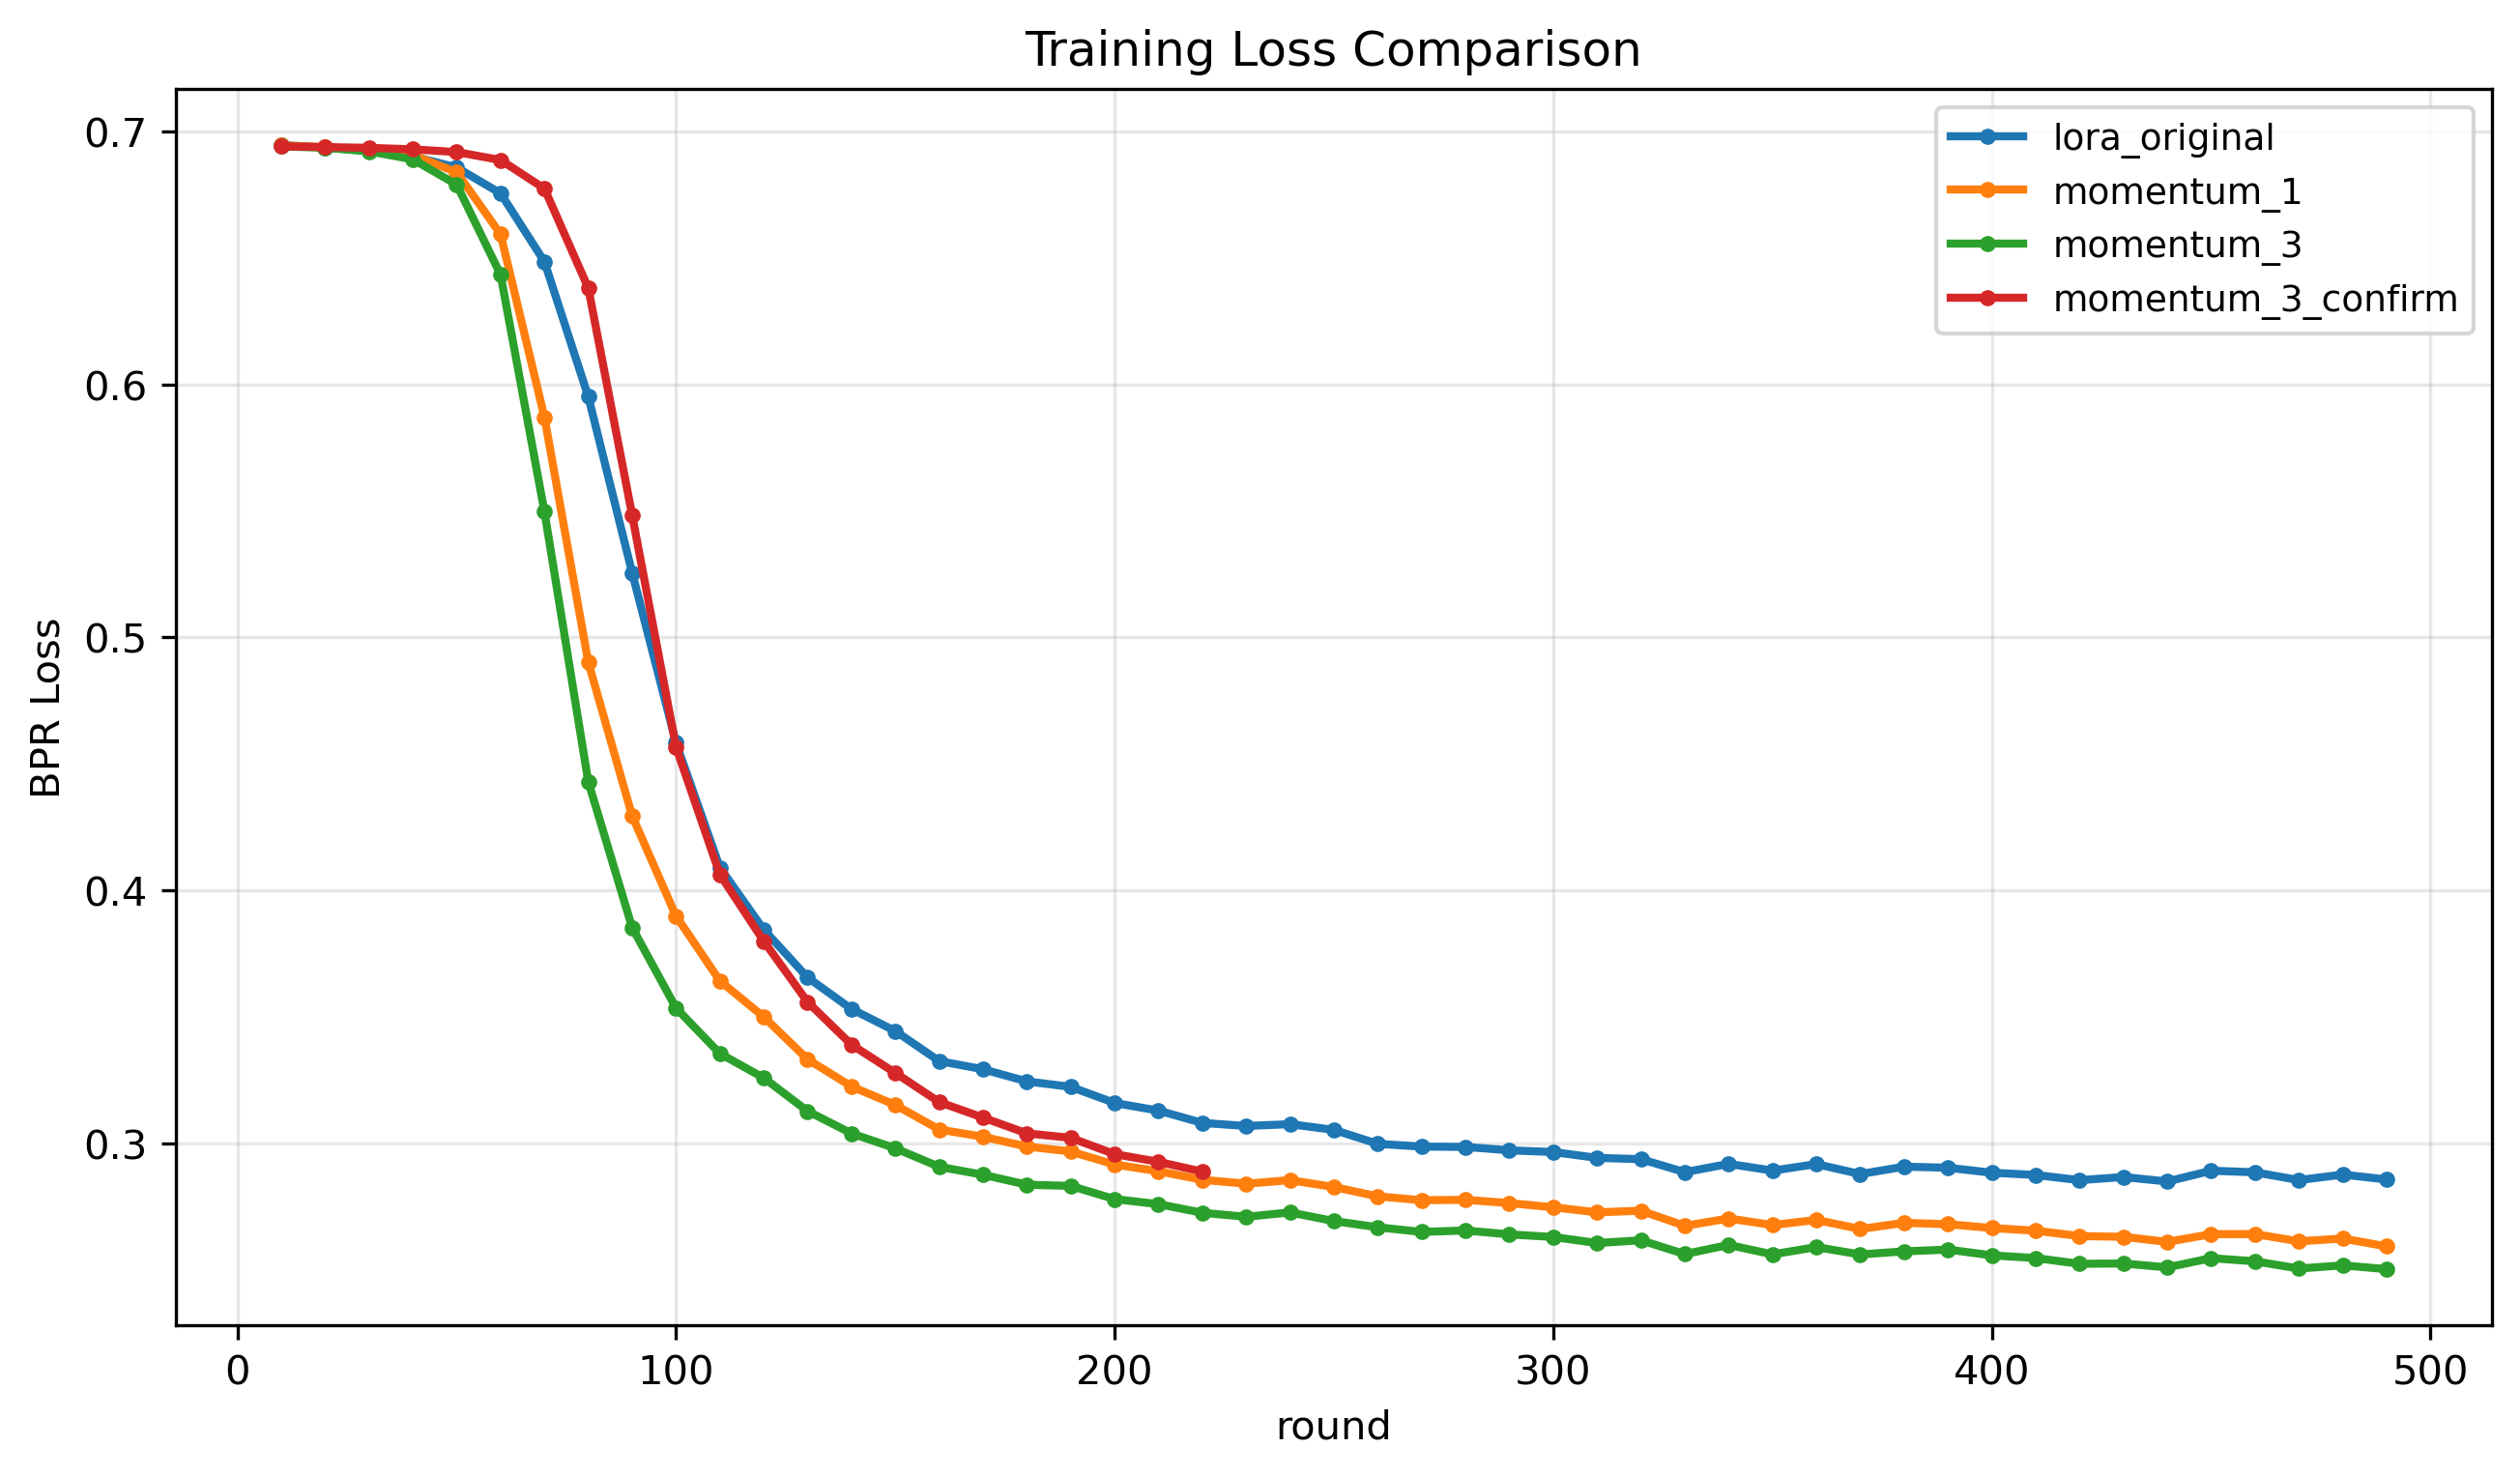 Training Loss Comparison
lora_original
momentum_1
momentum_3
momentum_3_confirm
BPR Loss
0.7
0.6
0.5
0.4
0.3
0 100 200 300 400 500
round